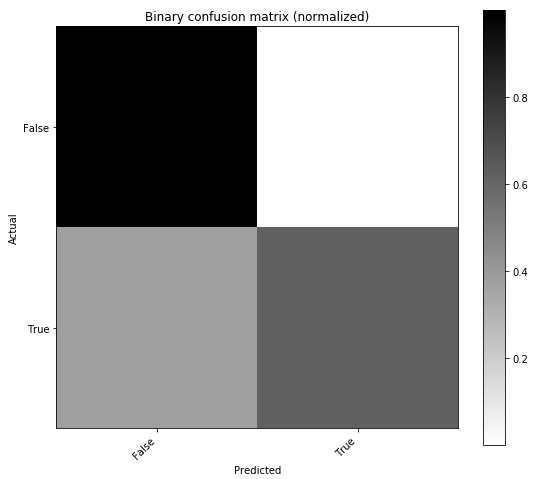 Binary confusion matrix (normalized)
False
True
Actual
False
True
Predicted
0.8
0.6
0.4
0.2